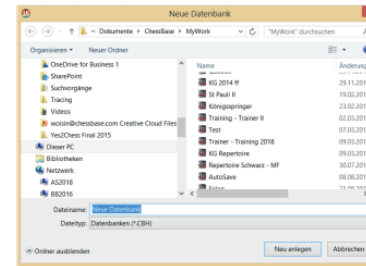 Neue Datenbank
« Dokumente ▸ ChessBase ▸ MyWork
"MyWork" durchsuchen
Organisieren Neuer Ordner
OneDrive for Business 1
SharePoint
Suchvorgänge
Tracing
Videos
woisin@chessbase.com Creative Cloud Files
Yes2Chess Final 2015
Dieser PC
Bibliotheken
Netzwerk
AS2018
BB2016
Name Änderung
KG 2014 ff 29.11.201
St Pauli II 19.02.201
Königsspringer 23.02.201
Training - Trainer II 02.03.201
Test 07.03.201
Trainer - Training 2018 09.03.201
KG Repertoire 09.03.201
Repertoire Schwarz - MF 30.07.201
AutoSave 08.08.201
Dateiname: Neue Datenbank
Dateityp: Datenbanken (*.CBH)
Ordner ausblenden
Neu anlegen Abbrechen